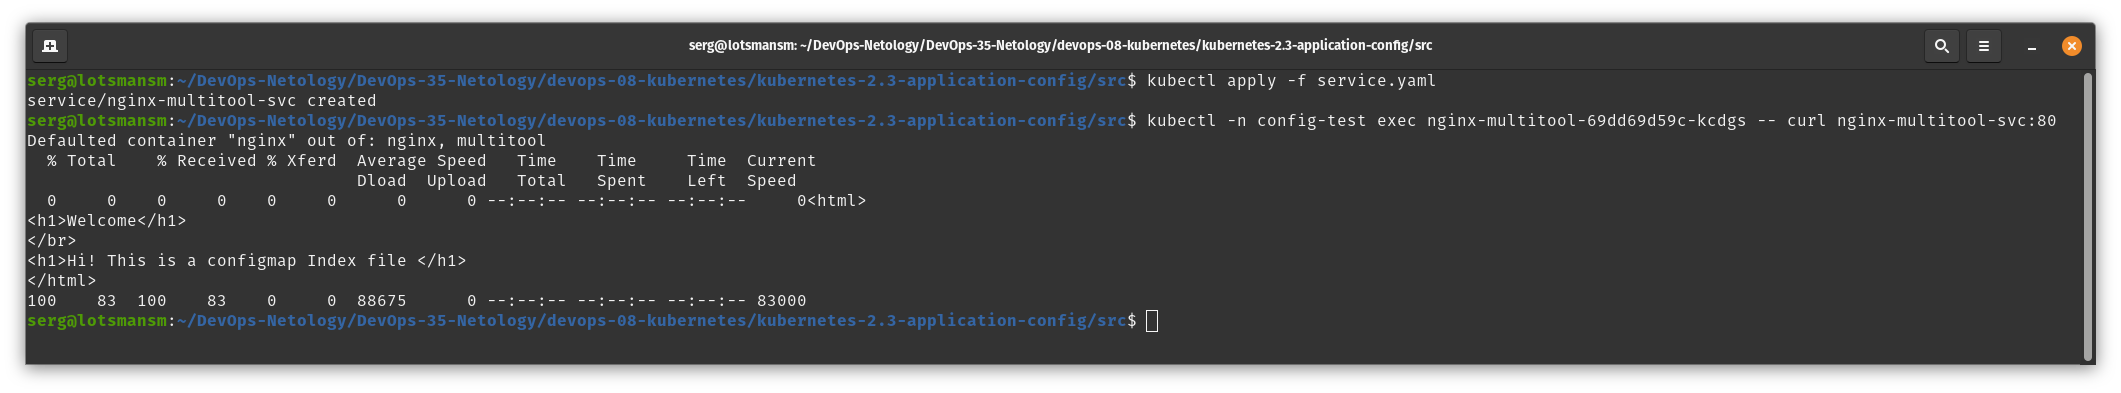 serg@lotsmansm: ~/DevOps-Netology/DevOps-35-Netology/devops-08-kubernetes/kubernetes-2.3-application-config/src
serg@lotsmansm:~/DevOps-Netology/DevOps-35-Netology/devops-08-kubernetes/kubernetes-2.3-application-config/src$ kubectl apply -f service.yaml
service/nginx-multitool-svc created
serg@lotsmansm:~/DevOps-Netology/DevOps-35-Netology/devops-08-kubernetes/kubernetes-2.3-application-config/src$ kubectl -n config-test exec nginx-multitool-69dd69d59c-kcdgs -- curl nginx-multitool-svc:80
Defaulted container "nginx" out of: nginx, multitool
  % Total    % Received % Xferd  Average Speed   Time    Time     Time  Current
                                 Dload  Upload   Total   Spent    Left  Speed
  0     0    0     0    0     0      0      0 --:--:-- --:--:-- --:--:--     0<html>
<h1>Welcome</h1>
</br>
<h1>Hi! This is a configmap Index file </h1>
</html>
100    83  100    83    0     0  88675      0 --:--:-- --:--:-- --:--:-- 83000
serg@lotsmansm:~/DevOps-Netology/DevOps-35-Netology/devops-08-kubernetes/kubernetes-2.3-application-config/src$